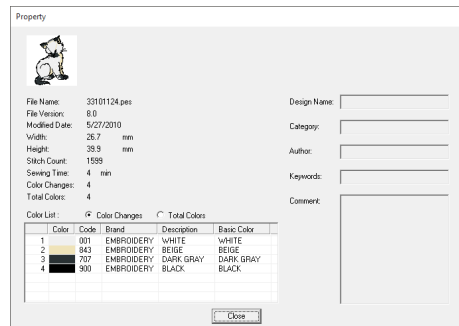 Property
File Name: 33101124.pes
File Version: 8.0
Modified Date: 5/27/2010
Width: 26.7 mm
Height: 39.9 mm
Stitch Count: 1599
Sewing Time: 4 min
Color Changes: 4
Total Colors: 4
Color List : Color Changes Total Colors
Color Code Brand Description Basic Color
1 001 EMBROIDERY WHITE WHITE
2 843 EMBROIDERY BEIGE BEIGE
3 707 EMBROIDERY DARK GRAY DARK GRAY
4 900 EMBROIDERY BLACK BLACK
Design Name:
Category:
Author:
Keywords:
Comment:
Close